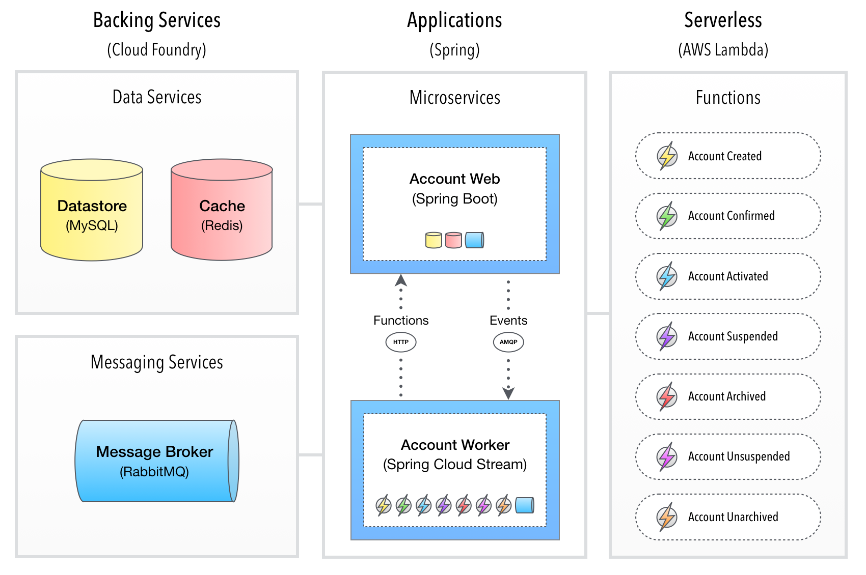 Backing Services
(Cloud Foundry)
Applications
(Spring)
Serverless
(AWS Lambda)
Data Services
Datastore
(MySQL)
Cache
(Redis)
Messaging Services
Message Broker
(RabbitMQ)
Microservices
Account Web
(Spring Boot)
Functions
HTTP
Events
AMQP
Account Worker
(Spring Cloud Stream)
Functions
Account Created
Account Confirmed
Account Activated
Account Suspended
Account Archived
Account Unsuspended
Account Unarchived